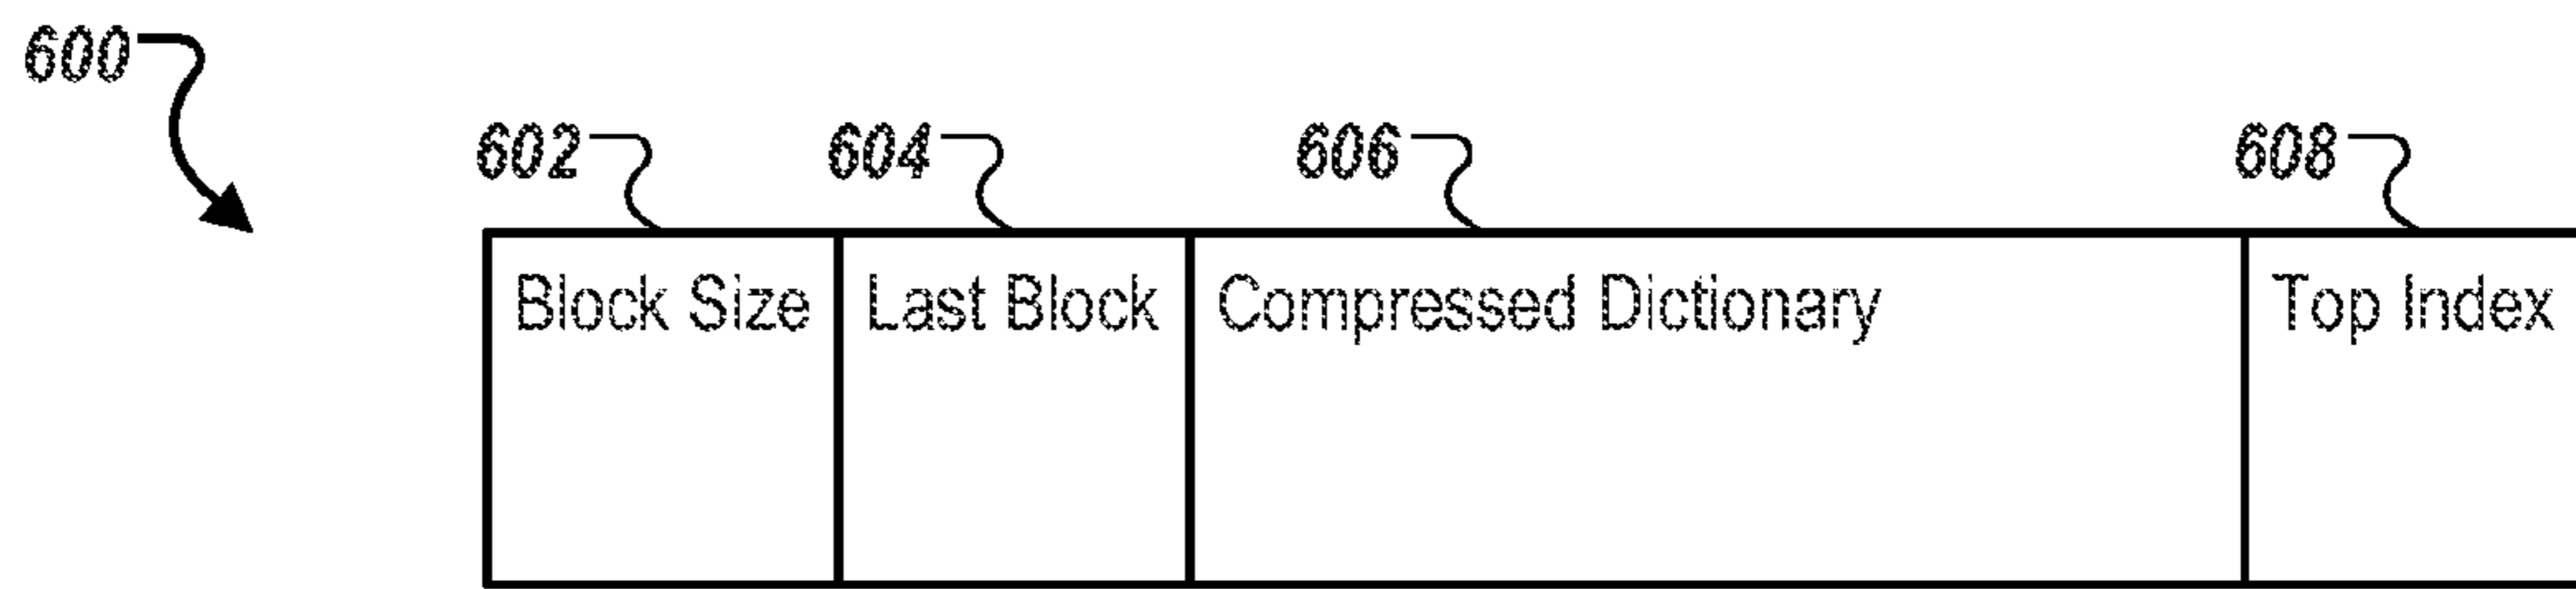 600
602 604 606 608
Block Size Last Block Compressed Dictionary Top Index